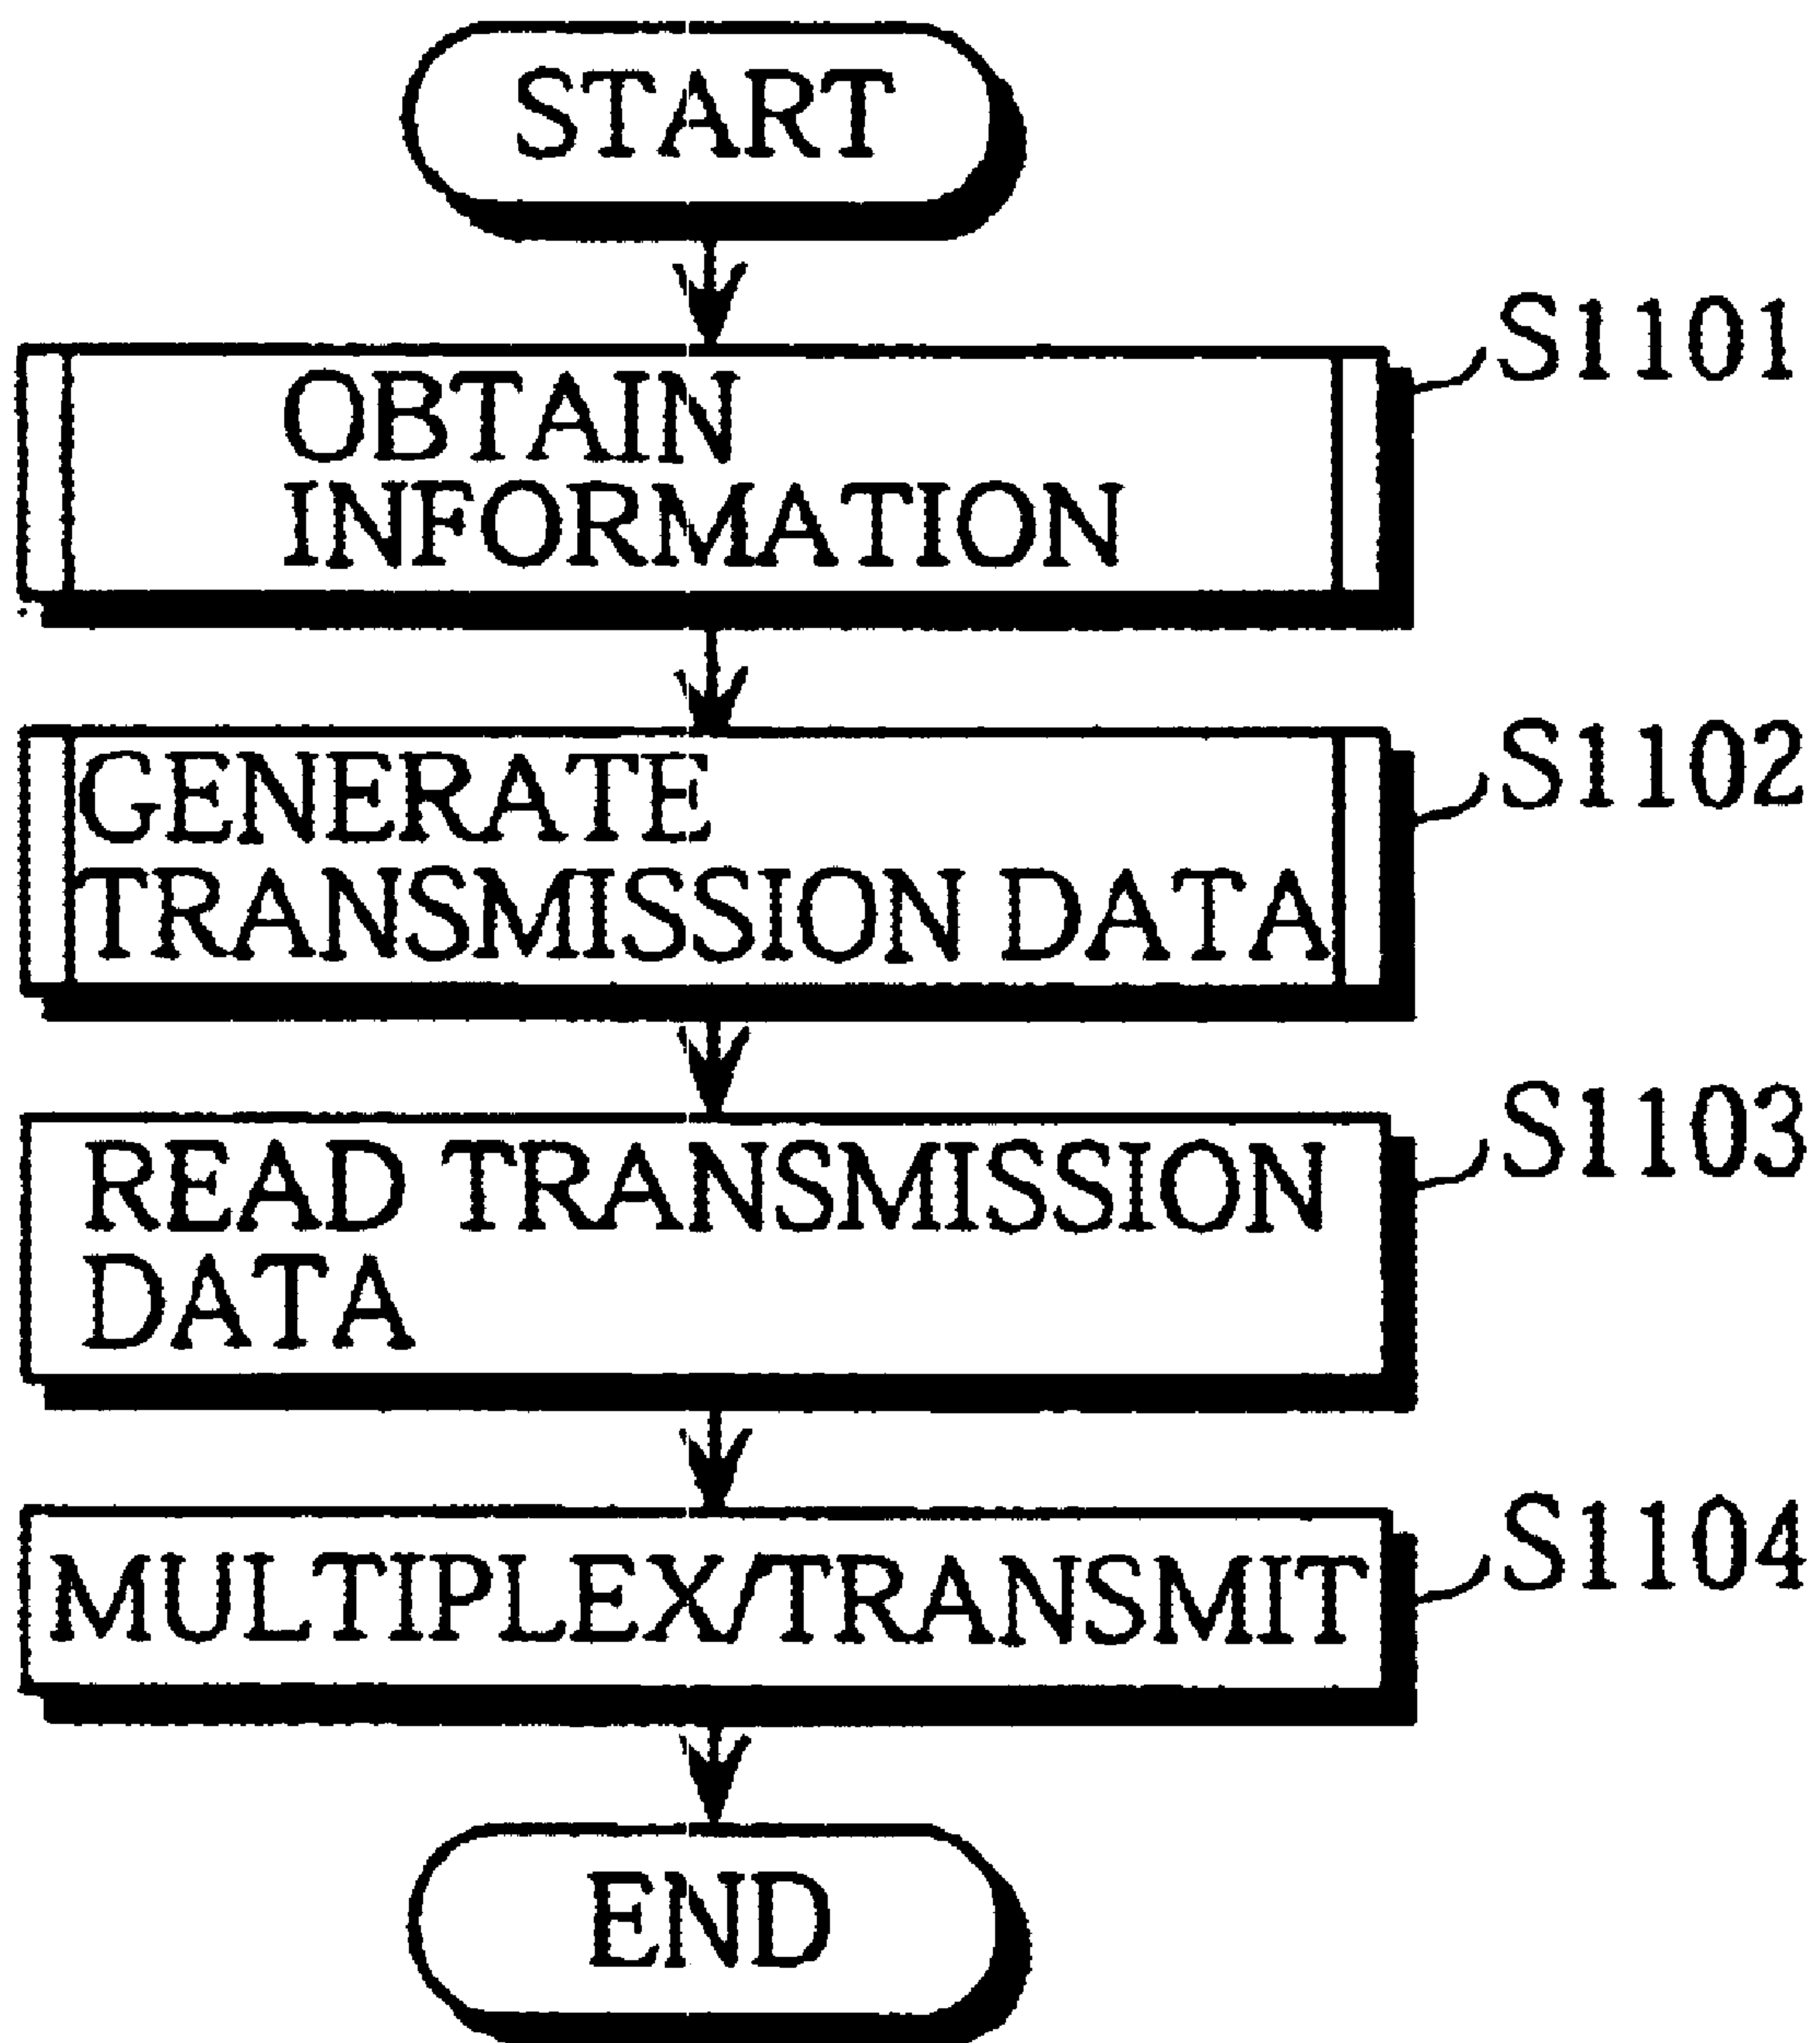 START
S1101
OBTAIN
INFORMATION
S1102
GENERATE
TRANSMISSION DATA
S1103
READ TRANSMISSION
DATA
S1104
MULTIPLEX/TRANSMIT
END